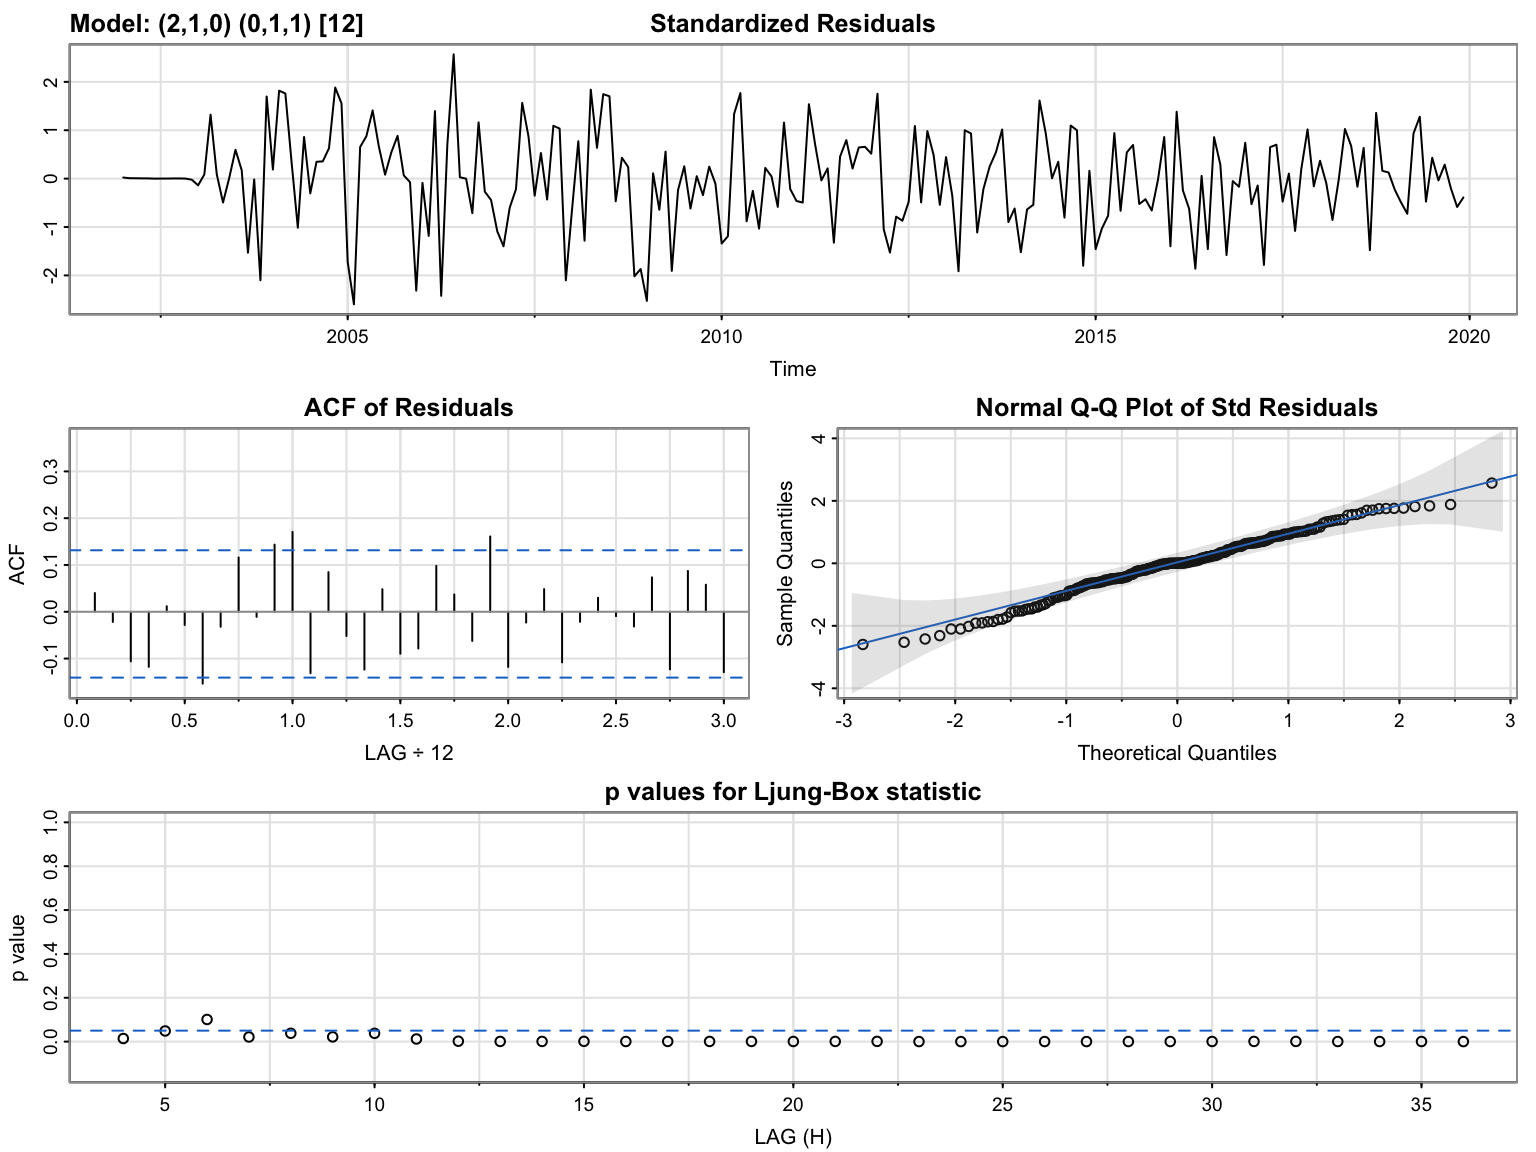 Model: (2,1,0) (0,1,1) [12]
Standardized Residuals
2
1
0
-1
-2
2005 2010 2015 2020
Time
ACF of Residuals
ACF
0.3
0.2
0.1
0.0
-0.1
0.0 0.5 1.0 1.5 2.0 2.5 3.0
LAG ÷ 12
Normal Q-Q Plot of Std Residuals
Sample Quantiles
4
2
0
-2
-4
-3 -2 -1 0 1 2 3
Theoretical Quantiles
p values for Ljung-Box statistic
p value
1.0
0.8
0.6
0.4
0.2
0.0
5 10 15 20 25 30 35
LAG (H)